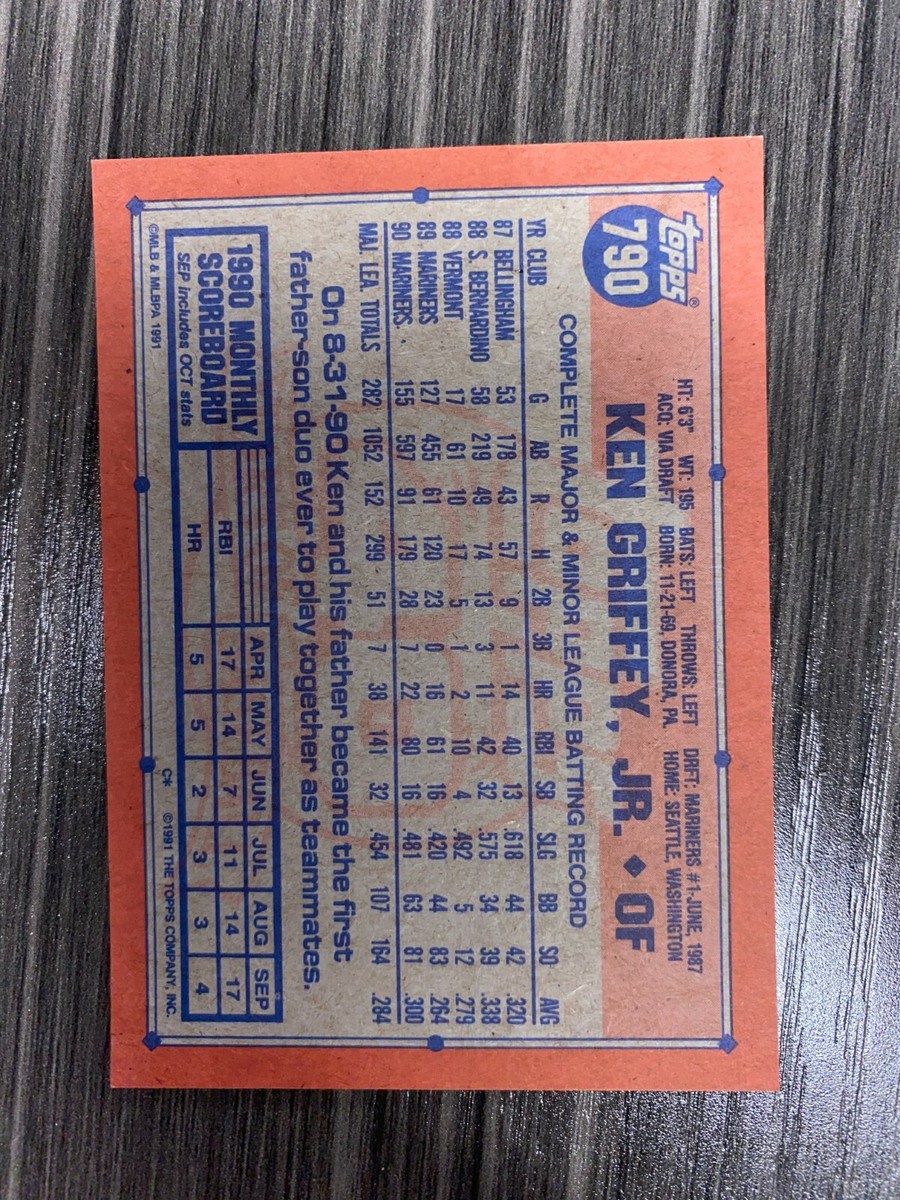 topps®
790
HT: 6'3" WT: 195 BATS: LEFT THROWS: LEFT DRFT: MARINERS #1-JUNE, 1987
ACQ: VIA DRAFT BORN: 11-21-69, DONORA, PA. HOME: SEATTLE, WASHINGTON
KEN GRIFFEY, JR. ♦ OF
COMPLETE MAJOR & MINOR LEAGUE BATTING RECORD
YR CLUB G AB R H 2B 3B HR RBI SB SLG BB SO AVG
87 BELLINGHAM 53 178 43 57 9 1 14 40 13 .618 44 42 .320
88 S. BERNARDINO 58 219 49 74 13 3 11 42 32 .575 34 39 .338
88 VERMONT 17 61 10 17 5 1 2 10 4 .492 5 12 .279
89 MARINERS 127 455 61 120 23 0 16 61 16 .420 44 83 .264
90 MARINERS 155 597 91 179 28 7 22 80 16 .481 63 81 .300
MAJ. LEA. TOTALS 282 1052 152 299 51 7 38 141 32 .454 107 164 .284
On 8-31-90 Ken and his father became the first
father-son duo ever to play together as teammates.
1990 MONTHLY
SCOREBOARD
SEP includes OCT stats
APR MAY JUN JUL AUG SEP
RBI 17 14 7 11 14 17
HR 5 5 2 3 3 4
©MLB & MLBPA 1991 C* ©1991 THE TOPPS COMPANY, INC.